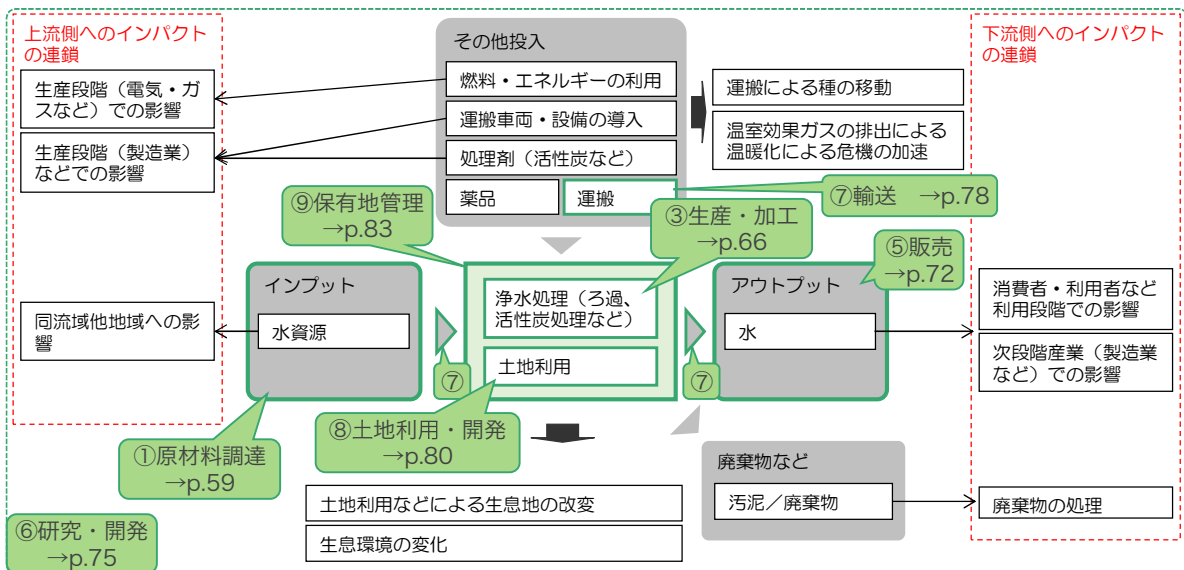 上流側へのインパクト
の連鎖
生産段階（電気・ガ
スなど）での影響
生産段階（製造業）
などでの影響
同流域他地域への影
響
その他投入
燃料・エネルギーの利用
運搬車両・設備の導入
処理剤（活性炭など）
薬品
運搬
運搬による種の移動
温室効果ガスの排出による
温暖化による危機の加速
⑦輸送　→p.78
⑨保有地管理
→p.83
③生産・加工
→p.66
⑤販売
→p.72
インプット
水資源
浄水処理（ろ過、
活性炭処理など）
土地利用
アウトプット
水
⑦
⑦
①原材料調達
→p.59
⑧土地利用・開発
→p.80
⑥研究・開発
→p.75
土地利用などによる生息地の改変
生息環境の変化
廃棄物など
汚泥／廃棄物
下流側へのインパクト
の連鎖
消費者・利用者など
利用段階での影響
次段階産業（製造業
など）での影響
廃棄物の処理